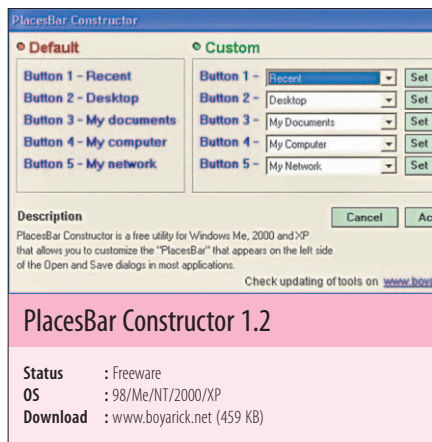 PlacesBar Constructor
Default
Button 1 - Recent
Button 2 - Desktop
Button 3 - My documents
Button 4 - My computer
Button 5 - My network
Custom
Button 1 - Recent Set
Button 2 - Desktop Set
Button 3 - My Documents Set
Button 4 - My Computer Set
Button 5 - My Network Set
Description
Cancel Ac
PlacesBar Constructor is a free utility for Windows Me, 2000 and XP
that allows you to customize the "PlacesBar" that appears on the left side
of the Open and Save dialogs in most applications.
Check updating of tools on www.boya
PlacesBar Constructor 1.2
Status : Freeware
OS : 98/Me/NT/2000/XP
Download : www.boyarick.net (459 KB)